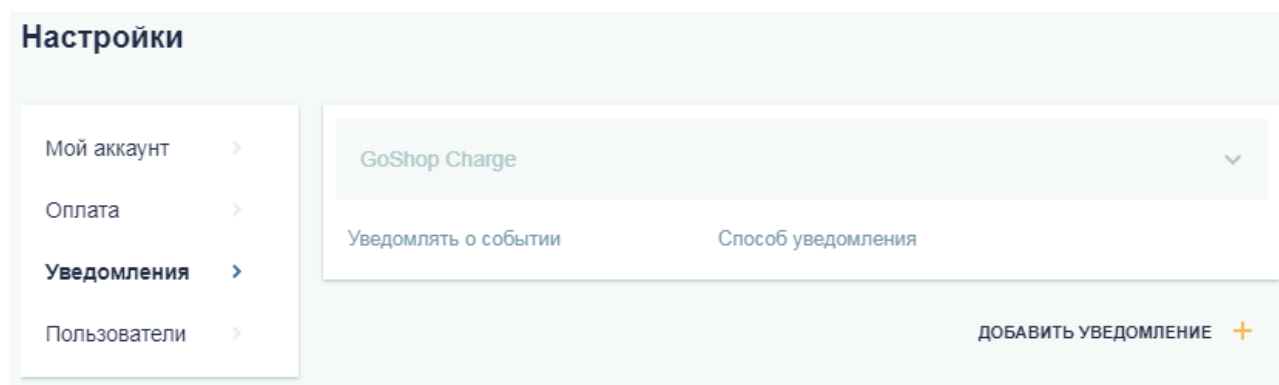 Настройки
Мой аккаунт
Оплата
Уведомления
Пользователи
GoShop Charge
Уведомлять о событии Способ уведомления
ДОБАВИТЬ УВЕДОМЛЕНИЕ +